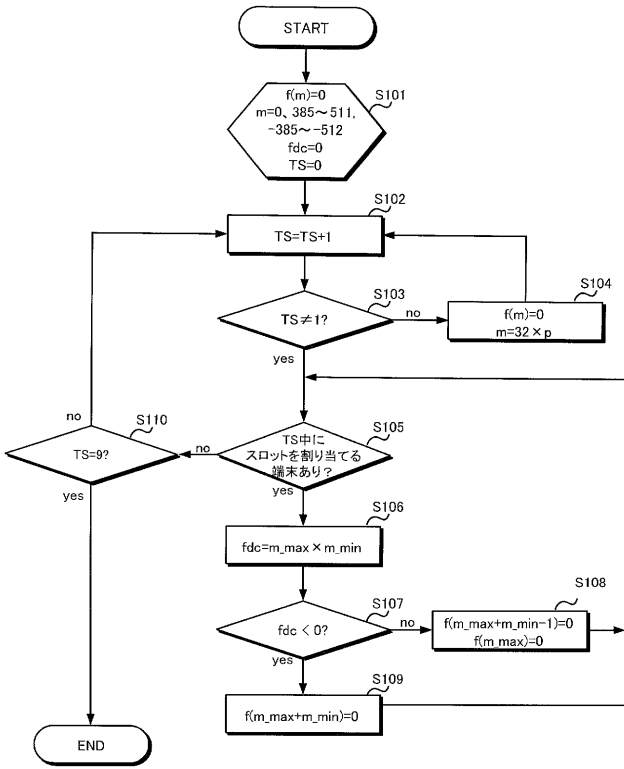 START
S101
f(m)=0
m=0、385～511,
-385～-512
fdc=0
TS=0
S102
TS=TS+1
S103
TS≠1?
no
yes
S104
f(m)=0
m=32×p
S105
TS中に
スロットを割り当てる
端末あり?
no
yes
S110
TS=9?
no
yes
S106
fdc=m_max×m_min
S107
fdc<0?
no
yes
S108
f(m_max+m_min-1)=0
f(m_max)=0
S109
f(m_max+m_min)=0
END